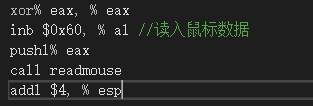 xor% eax, % eax
inb $0x60, % al //读入鼠标数据
pushl% eax
call readmouse
addl $4, % esp